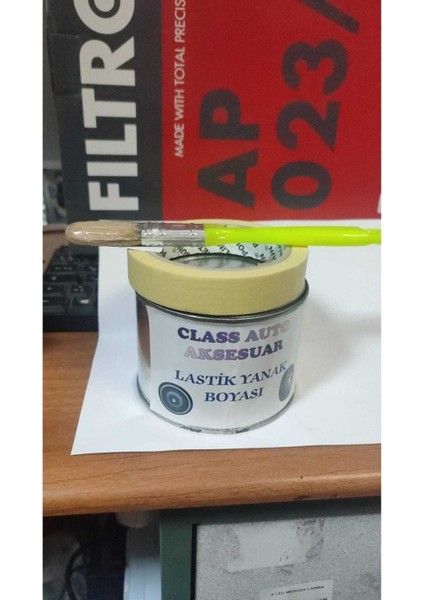 FILTRO
MADE WITH TOTAL PRECIS
AP
023/
CLASS AUTO
AKSESUAR
LASTİK YANAK
BOYASI